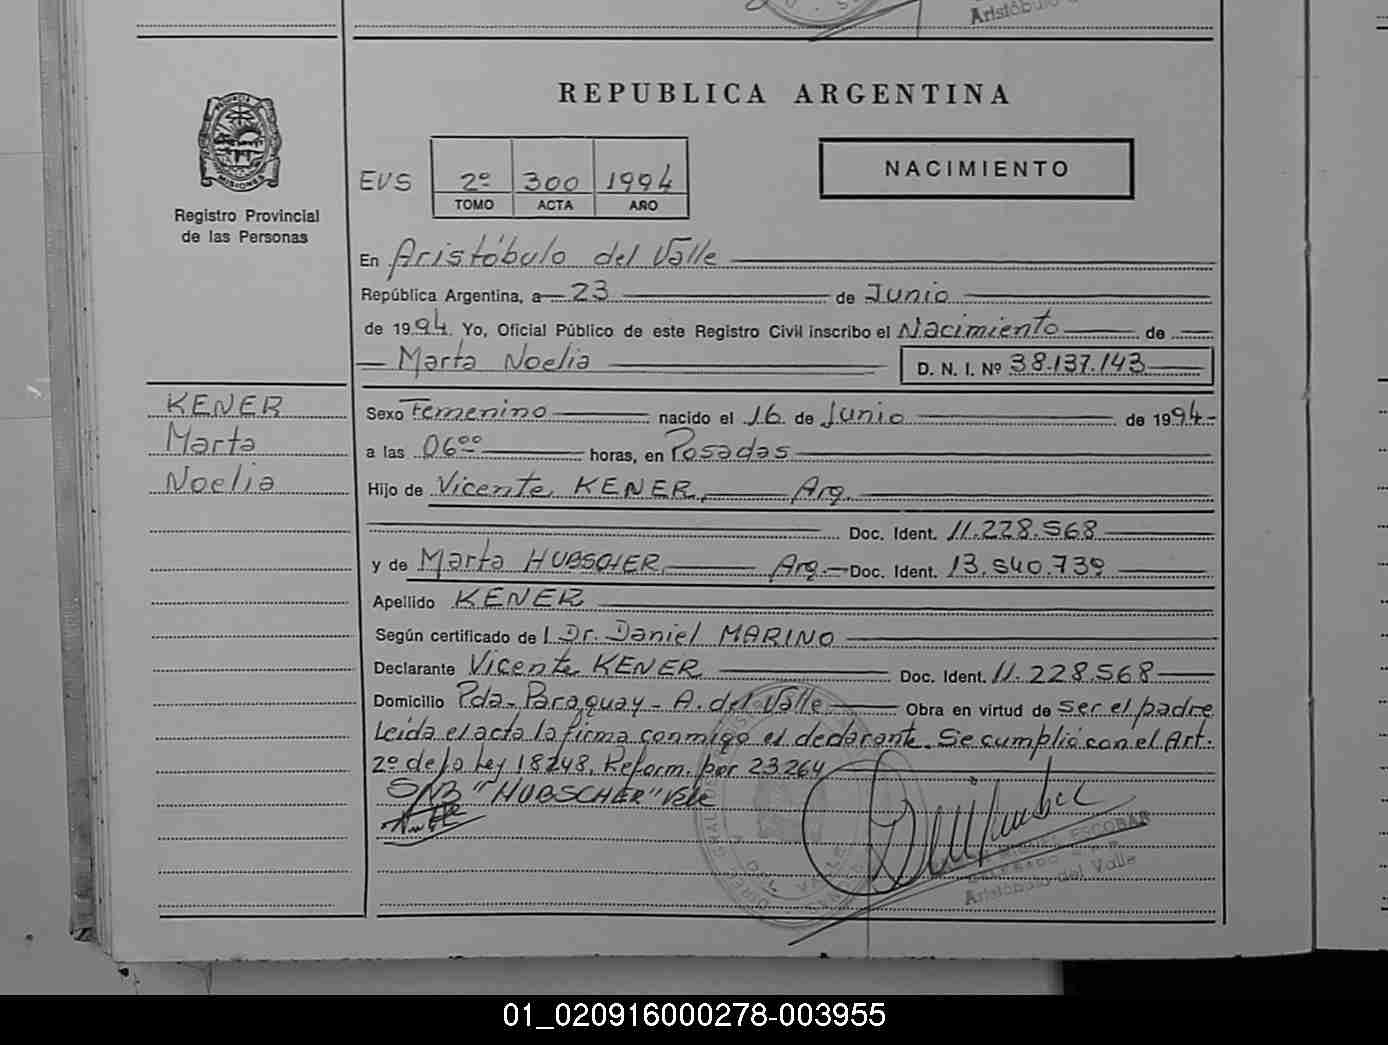 Aristóbulo
REPUBLICA ARGENTINA
PROVINCIA DE
MISIONES
Registro Provincial
de las Personas
EVS 2º 300 1994
TOMO ACTA AÑO
NACIMIENTO
En Aristóbulo del Valle
República Argentina, a 23 de Junio
de 1994. Yo, Oficial Público de este Registro Civil inscribo el Nacimiento de
Marta Noelia D. N. I. Nº 38.137.143
KENER
Marta
Noelia
Sexo Femenino nacido el 16 de Junio de 1994
a las 06ºº horas, en Posadas
Hijo de Vicente KENER, Arg.
Doc. Ident. 11.228.568
y de Marta HUBSCHER, Arg. Doc. Ident. 13.540.739
Apellido KENER
Según certificado de l Dr. Daniel MARINO
Declarante Vicente KENER Doc. Ident. 11.228.568
Domicilio Pda. Paraguay - A. del Valle Obra en virtud de ser el padre
Leída el acta la firma conmigo el declarante. Se cumplió con el Art.
2º de la Ley 18248. Reform. por 23264
S/R "HUBSCHER" Vale
ESCOBAR
Aristóbulo del Valle
01_020916000278-003955